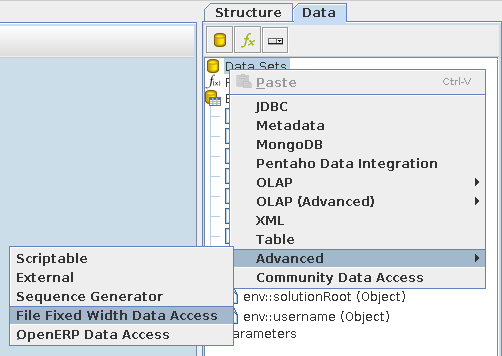 Structure Data
Data Sets
Paste Ctrl-V
JDBC
Metadata
MongoDB
Pentaho Data Integration
OLAP
OLAP (Advanced)
XML
Table
Advanced
Community Data Access
Scriptable
External
Sequence Generator
File Fixed Width Data Access
OpenERP Data Access
env::solutionRoot (Object)
env::username (Object)
arameters